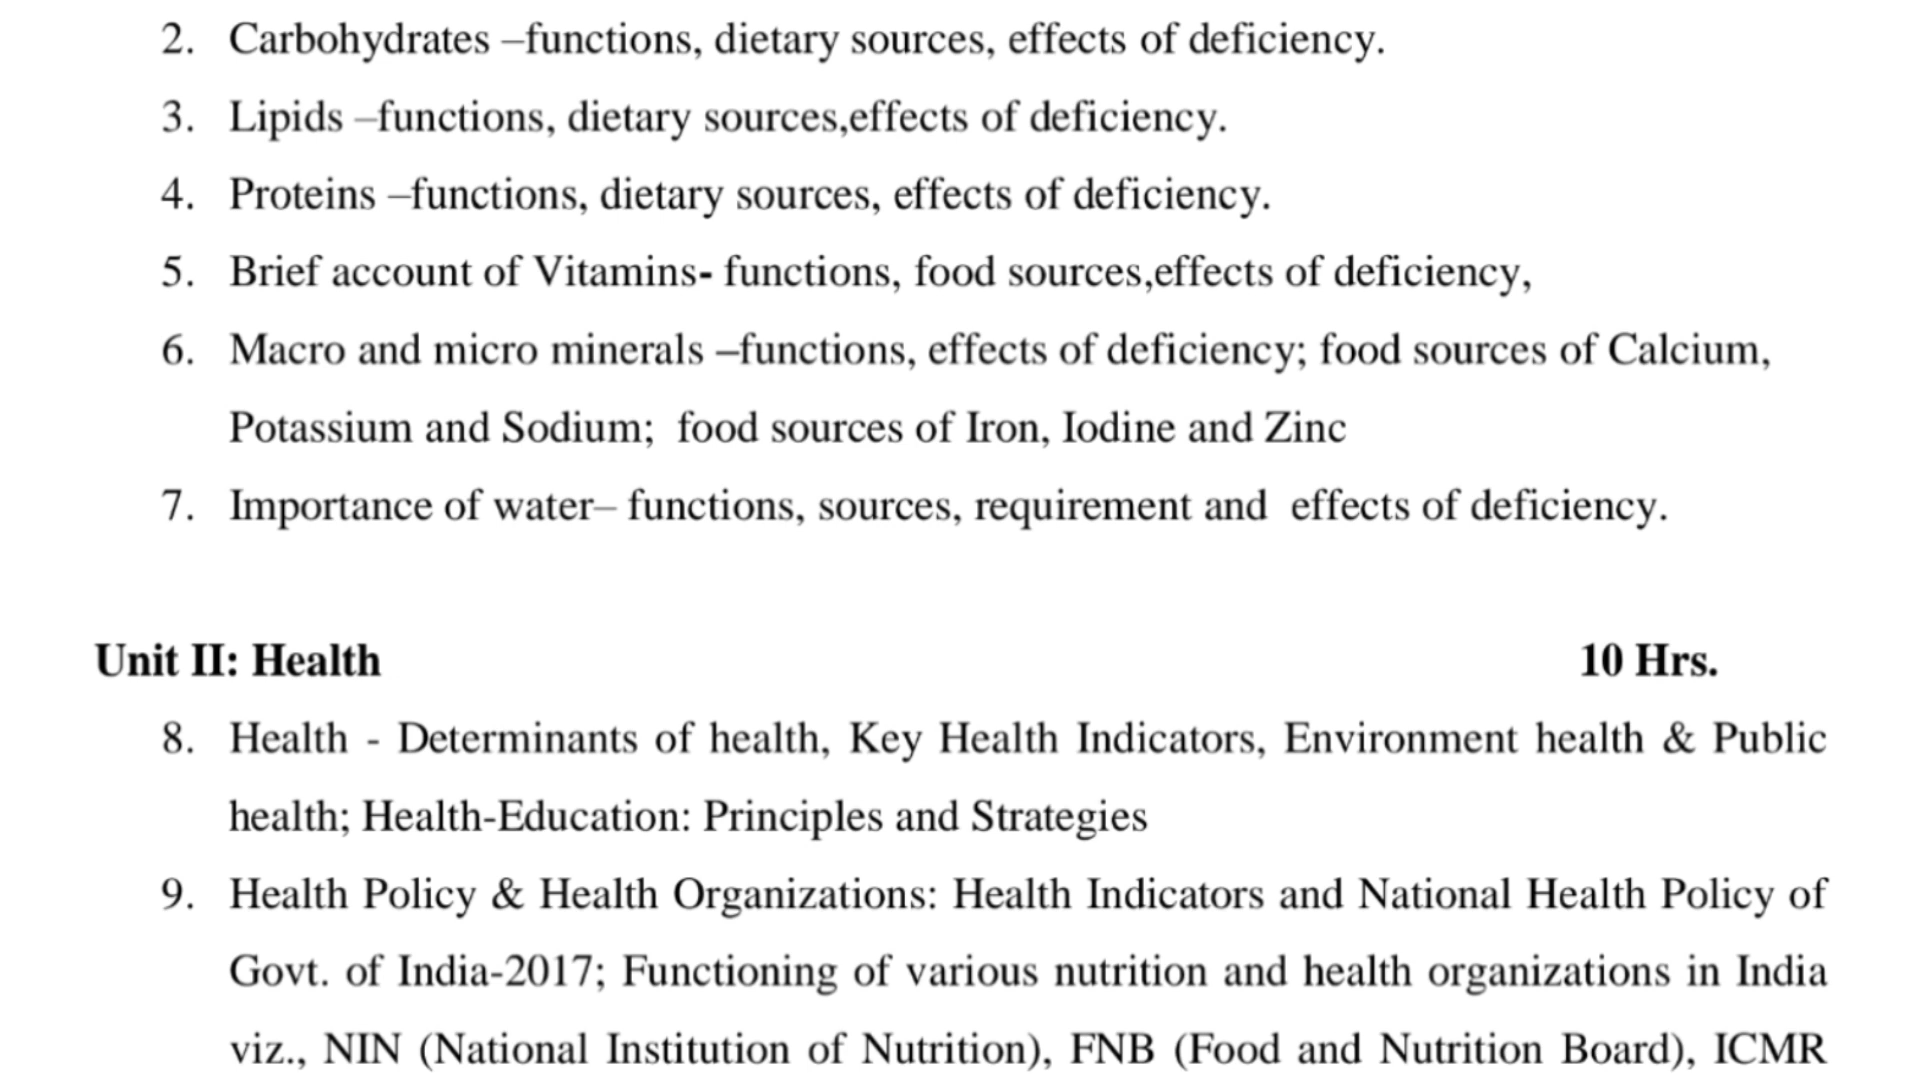 2. Carbohydrates –functions, dietary sources, effects of deficiency.
3. Lipids –functions, dietary sources,effects of deficiency.
4. Proteins –functions, dietary sources, effects of deficiency.
5. Brief account of Vitamins- functions, food sources,effects of deficiency,
6. Macro and micro minerals –functions, effects of deficiency; food sources of Calcium,
Potassium and Sodium;  food sources of Iron, Iodine and Zinc
7. Importance of water– functions, sources, requirement and  effects of deficiency.
Unit II: Health 10 Hrs.
8. Health - Determinants of health, Key Health Indicators, Environment health & Public
health; Health-Education: Principles and Strategies
9. Health Policy & Health Organizations: Health Indicators and National Health Policy of
Govt. of India-2017; Functioning of various nutrition and health organizations in India
viz., NIN (National Institution of Nutrition), FNB (Food and Nutrition Board), ICMR